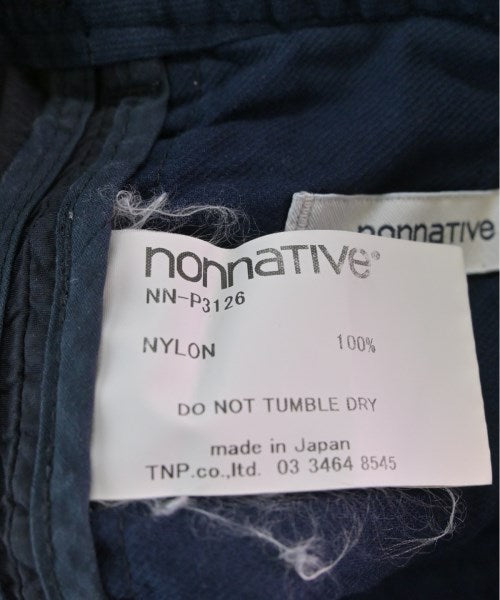 nonnative
nonnative®
NN-P3126
NYLON 100%
DO NOT TUMBLE DRY
made in Japan
TNP.co.,ltd. 03 3464 8545